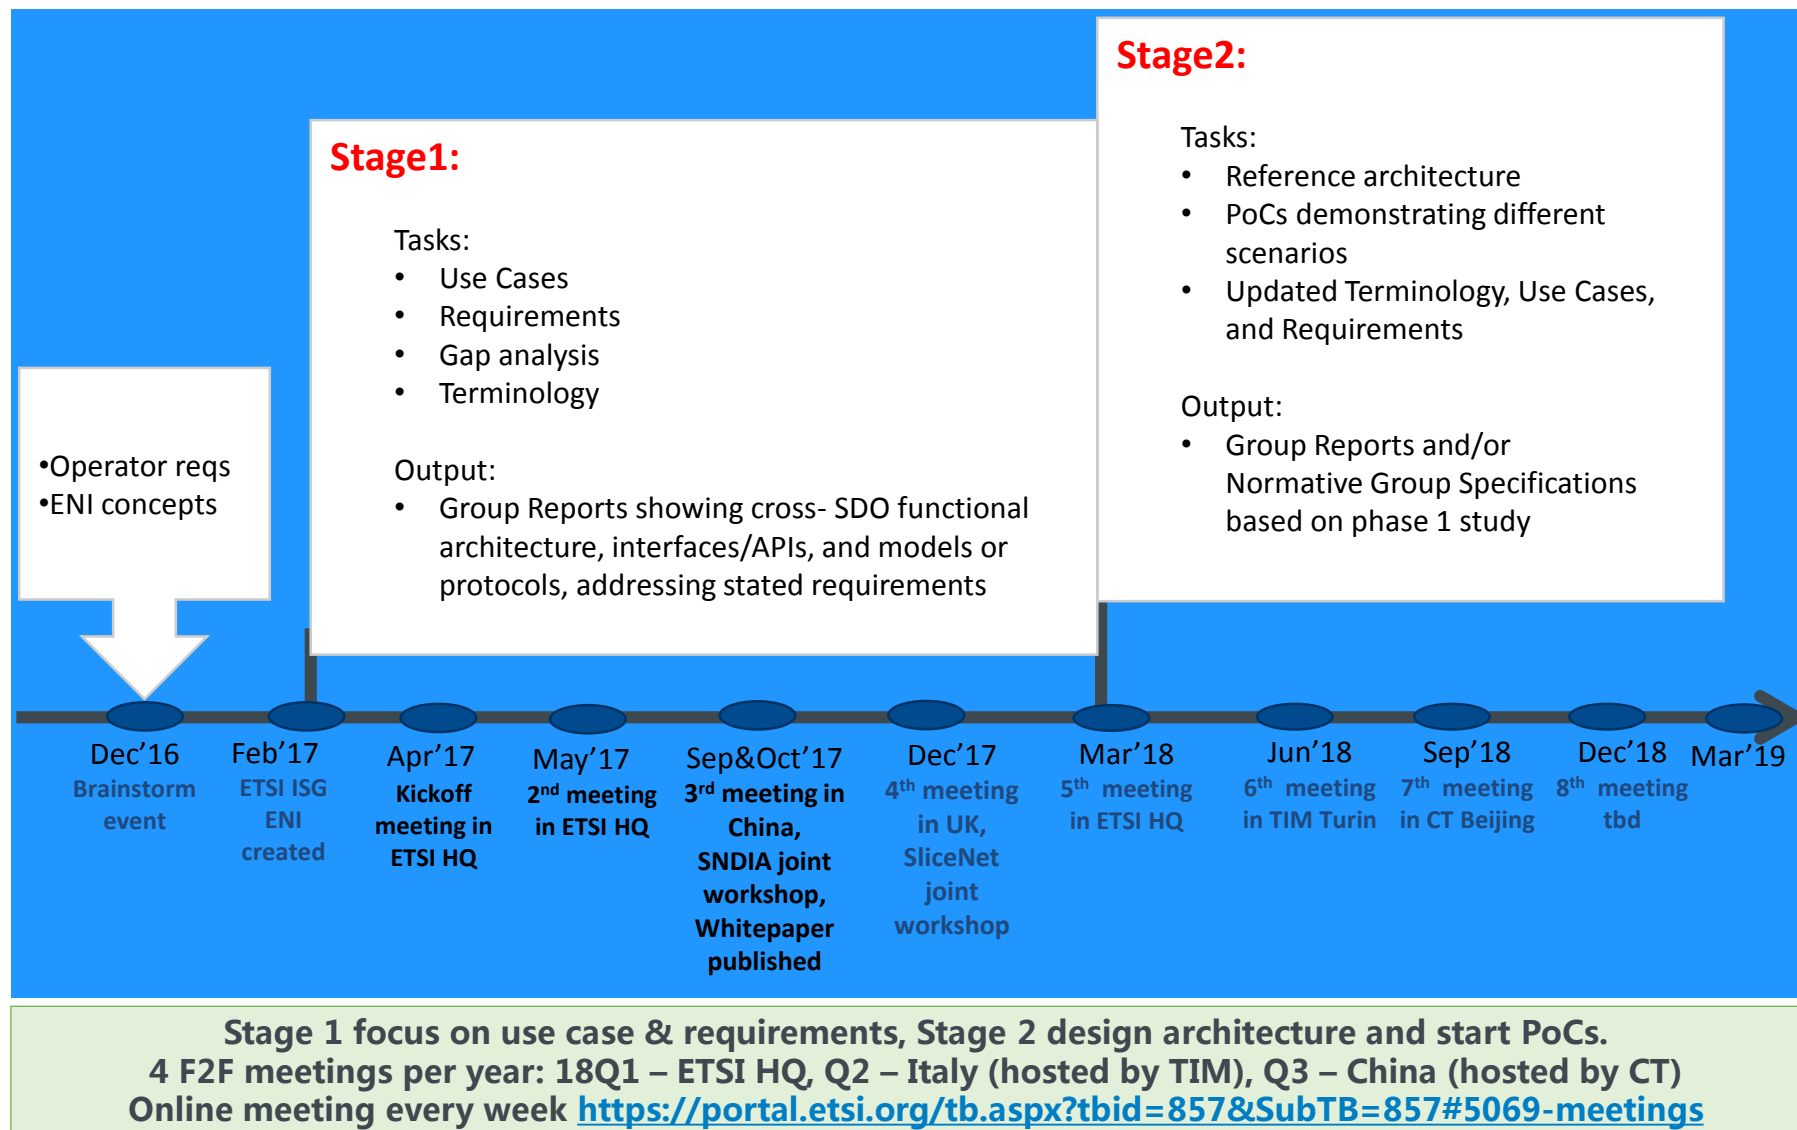 Stage2:
Tasks:
• Reference architecture
• PoCs demonstrating different
scenarios
• Updated Terminology, Use Cases,
and Requirements
Output:
• Group Reports and/or
Normative Group Specifications
based on phase 1 study
Stage1:
Tasks:
• Use Cases
• Requirements
• Gap analysis
• Terminology
Output:
• Group Reports showing cross- SDO functional
architecture, interfaces/APIs, and models or
protocols, addressing stated requirements
•Operator reqs
•ENI concepts
Dec’16
Brainstorm
event
Feb’17
ETSI ISG
ENI
created
Apr’17
Kickoff
meeting in
ETSI HQ
May’17
2nd meeting
in ETSI HQ
Sep&Oct’17
3rd meeting in
China,
SNDIA joint
workshop,
Whitepaper
published
Dec’17
4th meeting
in UK,
SliceNet
joint
workshop
Mar’18
5th meeting
in ETSI HQ
Jun’18
6th meeting
in TIM Turin
Sep’18
7th meeting
in CT Beijing
Dec’18
8th meeting
tbd
Mar’19
Stage 1 focus on use case & requirements, Stage 2 design architecture and start PoCs.
4 F2F meetings per year: 18Q1 – ETSI HQ, Q2 – Italy (hosted by TIM), Q3 – China (hosted by CT)
Online meeting every week https://portal.etsi.org/tb.aspx?tbid=857&SubTB=857#5069-meetings